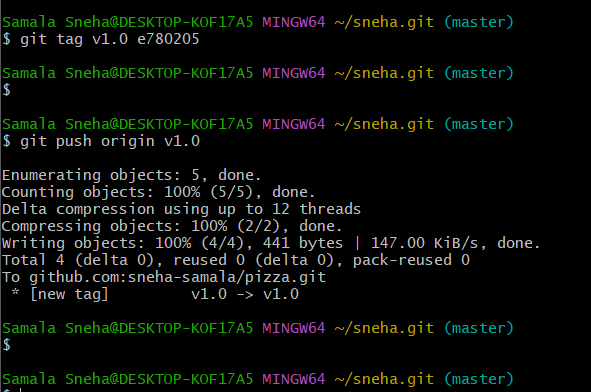 Samala Sneha@DESKTOP-KOF17A5 MINGW64 ~/sneha.git (master)
$ git tag v1.0 e780205
Samala Sneha@DESKTOP-KOF17A5 MINGW64 ~/sneha.git (master)
$
Samala Sneha@DESKTOP-KOF17A5 MINGW64 ~/sneha.git (master)
$ git push origin v1.0
Enumerating objects: 5, done.
Counting objects: 100% (5/5), done.
Delta compression using up to 12 threads
Compressing objects: 100% (2/2), done.
Writing objects: 100% (4/4), 441 bytes | 147.00 KiB/s, done.
Total 4 (delta 0), reused 0 (delta 0), pack-reused 0
To github.com:sneha-samala/pizza.git
 * [new tag]         v1.0 -> v1.0
Samala Sneha@DESKTOP-KOF17A5 MINGW64 ~/sneha.git (master)
$
Samala Sneha@DESKTOP-KOF17A5 MINGW64 ~/sneha.git (master)
$